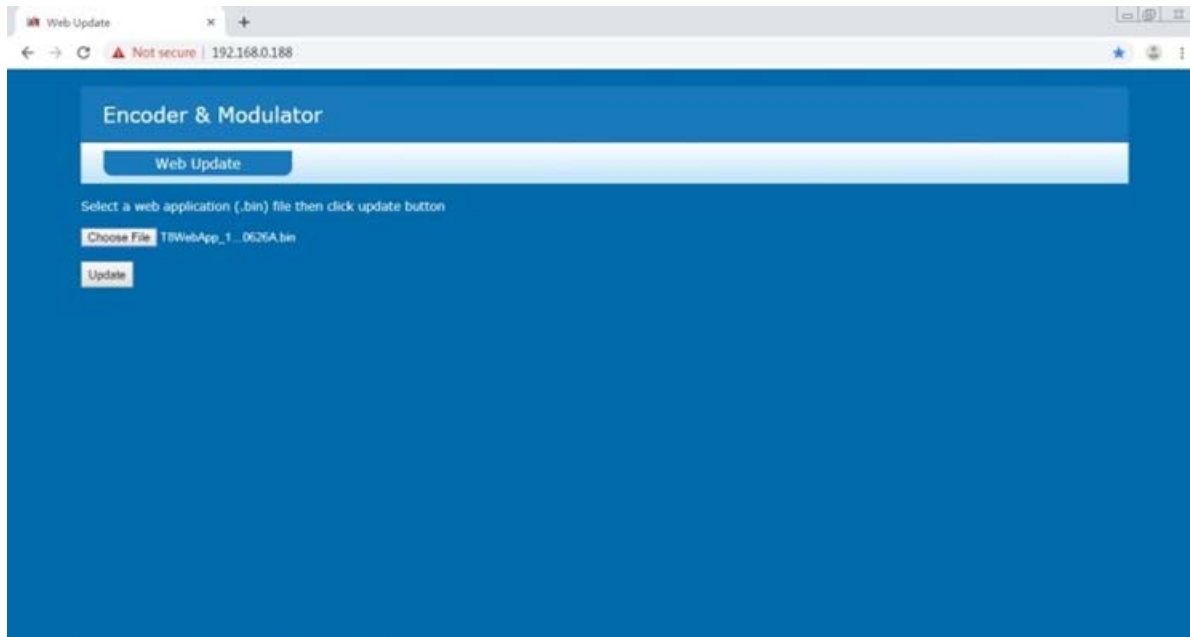 Web Update
Not secure | 192.168.0.188
Encoder & Modulator
Web Update
Select a web application (.bin) file then click update button
Choose File T8WebApp_1...0626A.bin
Update